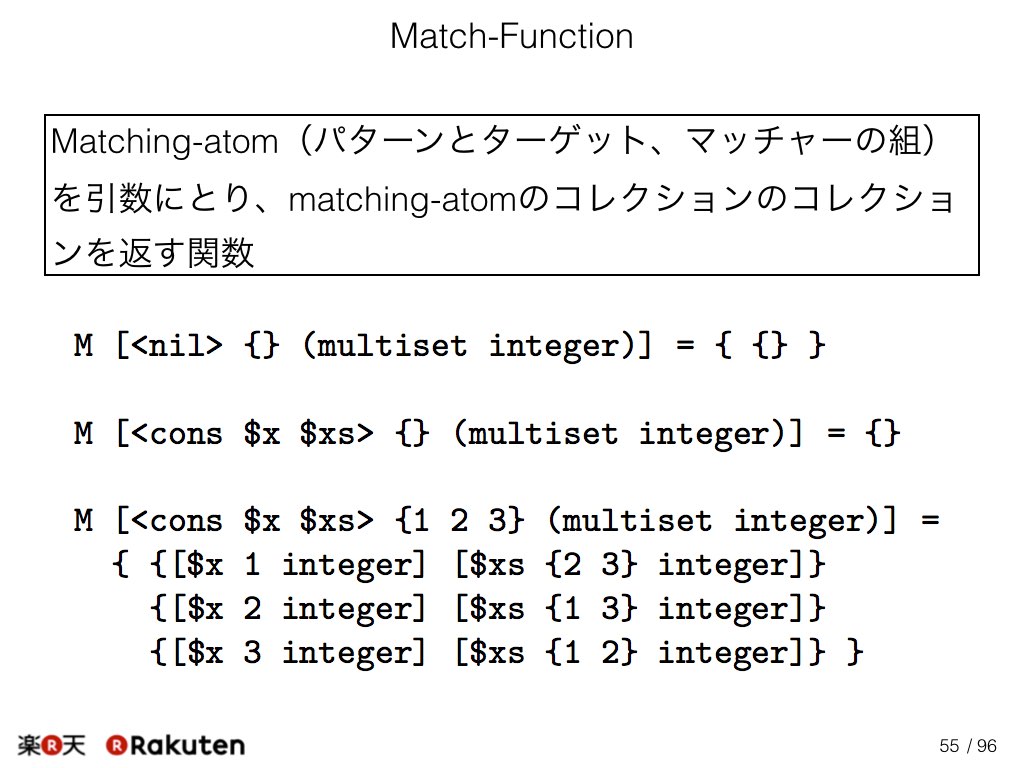 Match-Function
Matching-atom（パターンとターゲット、マッチャーの組）
を引数にとり、matching-atomのコレクションのコレクショ
ンを返す関数
M [<nil> {} (multiset integer)] = { {} }
M [<cons $x $xs> {} (multiset integer)] = {}
M [<cons $x $xs> {1 2 3} (multiset integer)] =
{ {[$x 1 integer] [$xs {2 3} integer]}
{[$x 2 integer] [$xs {1 3} integer]}
{[$x 3 integer] [$xs {1 2} integer]} }
楽R天 R Rakuten
55 / 96